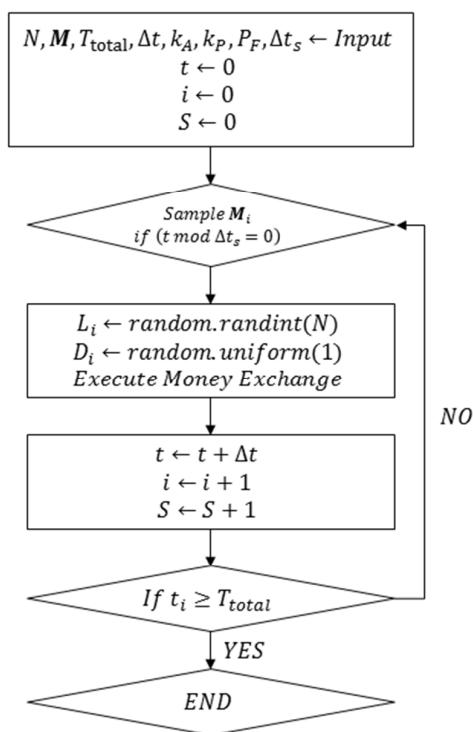 N, M, T_total, Δt, k_A, k_P, P_F, Δt_s ← Input
t ← 0
i ← 0
S ← 0
Sample M_i
if (t mod Δt_s = 0)
L_i ← random.randint(N)
D_i ← random.uniform(1)
Execute Money Exchange
NO
t ← t + Δt
i ← i + 1
S ← S + 1
If t_i ≥ T_total
YES
END